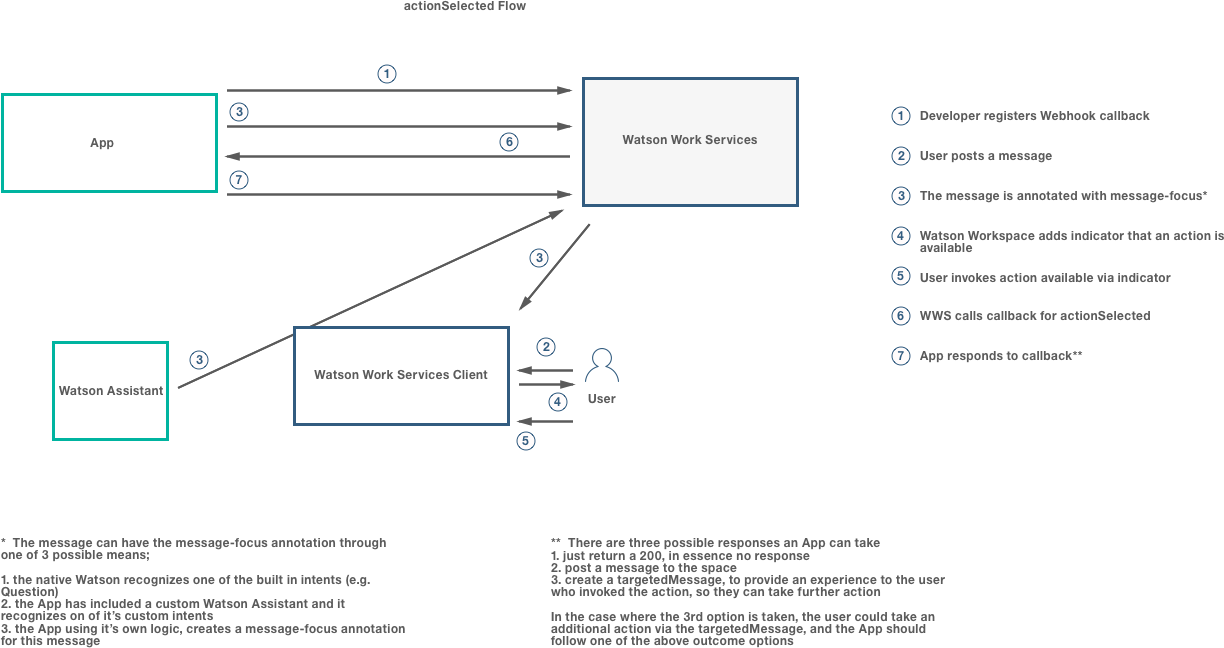 actionSelected Flow
1
3
App
6
Watson Work Services
7
3
3
Watson Assistant
Watson Work Services Client
2
4
5
User
1 Developer registers Webhook callback
2 User posts a message
3 The message is annotated with message-focus*
4 Watson Workspace adds indicator that an action is
available
5 User invokes action available via indicator
6 WWS calls callback for actionSelected
7 App responds to callback**
* The message can have the message-focus annotation through
one of 3 possible means;
1. the native Watson recognizes one of the built in intents (e.g.
Question)
2. the App has included a custom Watson Assistant and it
recognizes on of it's custom intents
3. the App using it's own logic, creates a message-focus annotation
for this message
** There are three possible responses an App can take
1. just return a 200, in essence no response
2. post a message to the space
3. create a targetedMessage, to provide an experience to the user
who invoked the action, so they can take further action
In the case where the 3rd option is taken, the user could take an
additional action via the targetedMessage, and the App should
follow one of the above outcome options